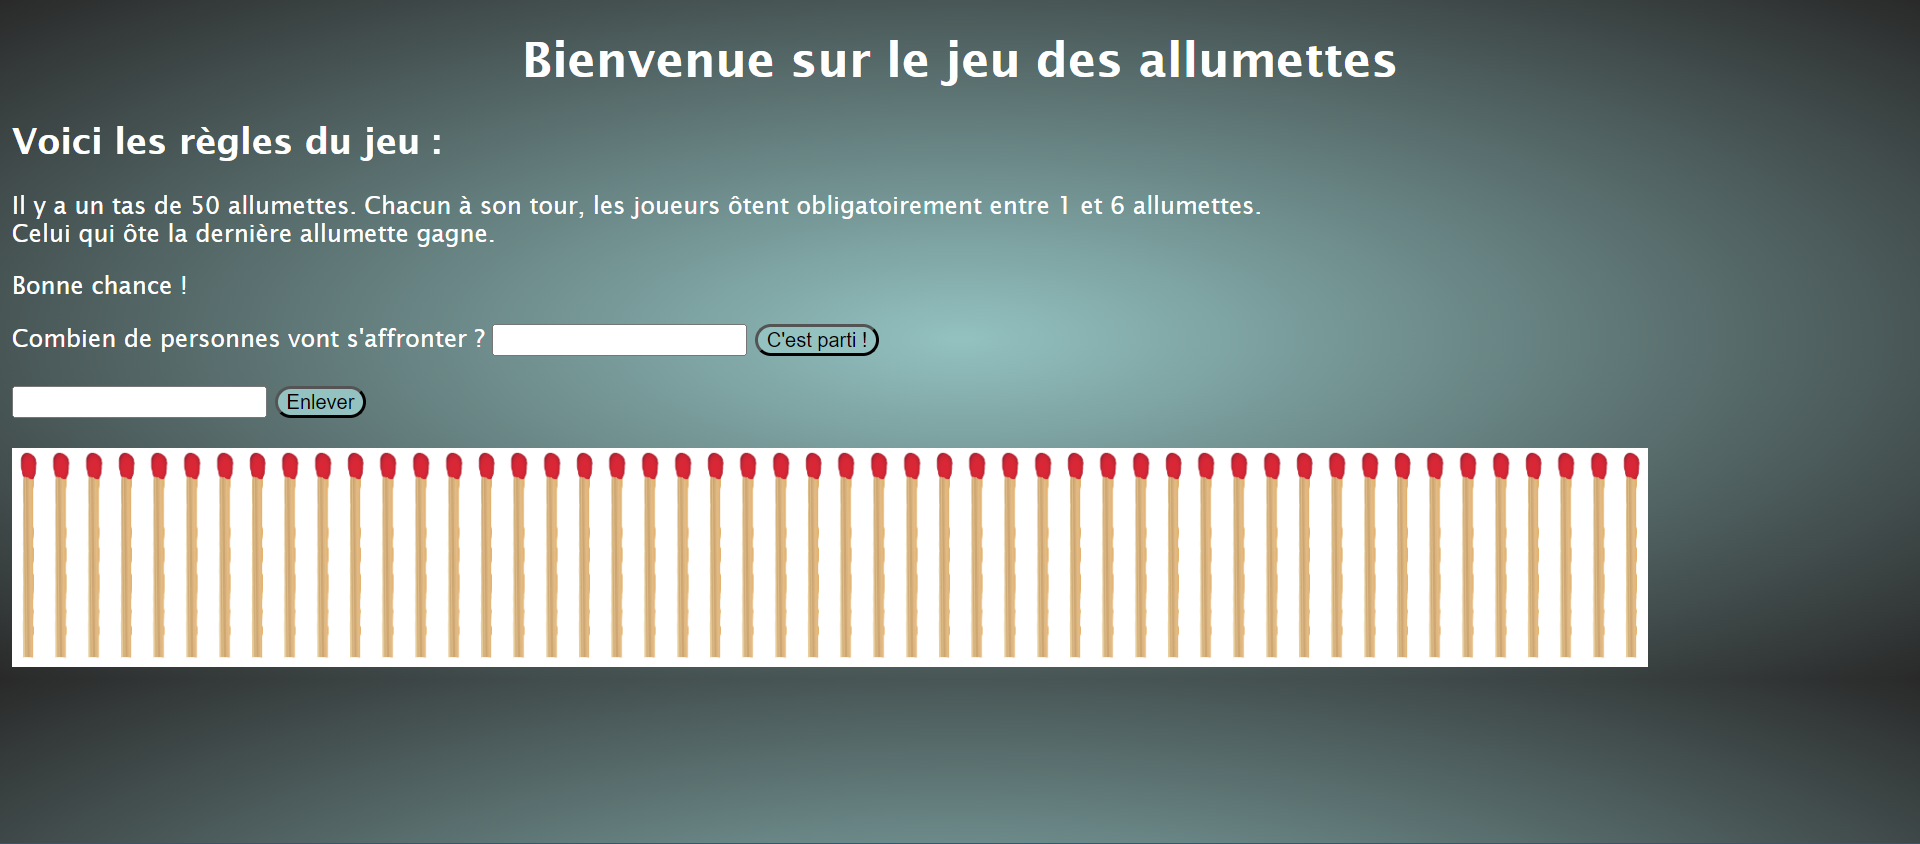 Bienvenue sur le jeu des allumettes
Voici les règles du jeu :
Il y a un tas de 50 allumettes. Chacun à son tour, les joueurs ôtent obligatoirement entre 1 et 6 allumettes.
Celui qui ôte la dernière allumette gagne.
Bonne chance !
Combien de personnes vont s'affronter ? C'est parti !
Enlever